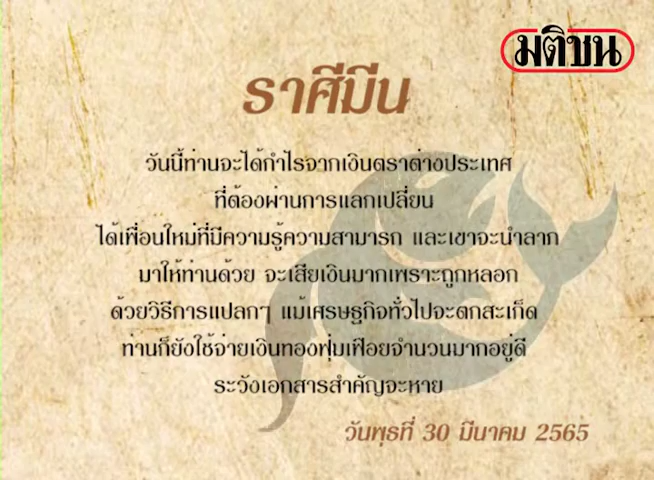 มติชน
ราศีมีน
วันนี้ท่านจะได้กำไรจากเงินตราต่างประเทศ
ที่ต้องผ่านการแลกเปลี่ยน
ได้เพื่อนใหม่ที่มีความรู้ความสามารถ และเขาจะนำลาภ
มาให้ท่านด้วย จะเสียเงินมากเพราะถูกหลอก
ด้วยวิธีการแปลกๆ แม้เศรษฐกิจทั่วไปจะตกสะเก็ด
ท่านก็ยังใช้จ่ายเงินทองฟุ่มเฟือยจำนวนมากอยู่ดี
ระวังเอกสารสำคัญจะหาย
วันพุธที่ 30 มีนาคม 2565